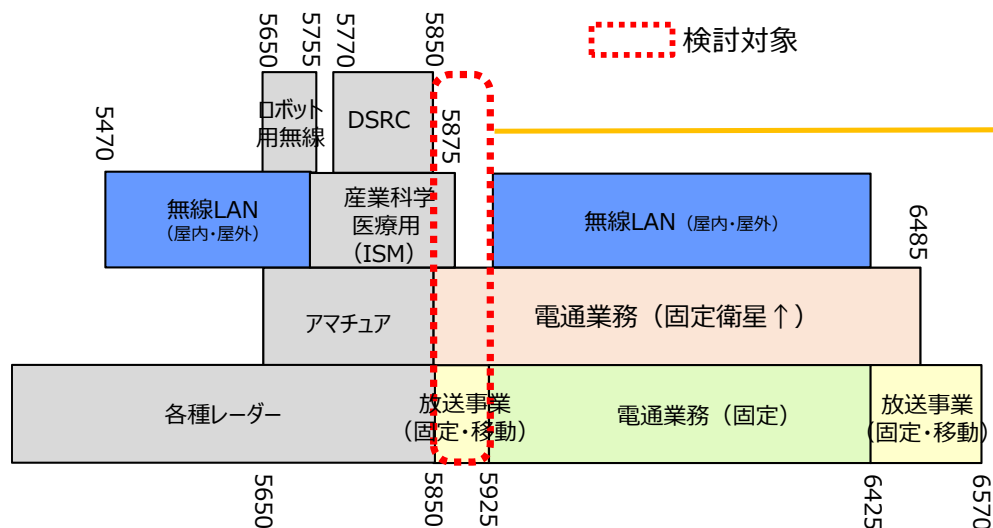 検討対象
5650
5755
5770
5850
ロボット
用無線
DSRC
5470
5875
無線LAN
(屋内・屋外)
産業科学
医療用
(ISM)
無線LAN (屋内・屋外)
6485
アマチュア
電通業務（固定衛星↑）
各種レーダー
放送事業
(固定・移動)
電通業務（固定）
放送事業
(固定・移動)
5650
5850
5925
6425
6570